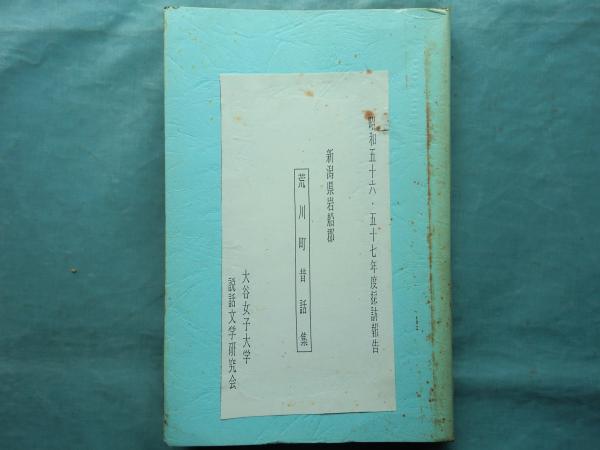 昭和五十六・五十七年度採訪報告
新潟県岩船郡
荒川町昔話集
大谷女子大学
説話文学研究会